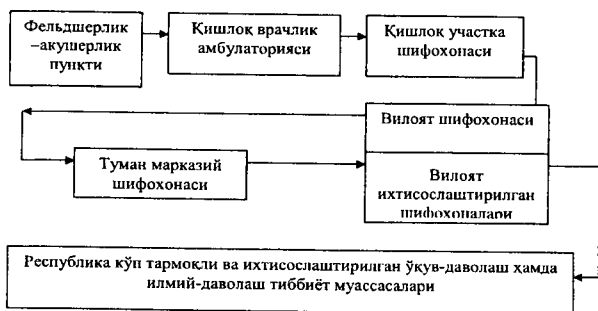 Фельдшерлик
–акушерлик
пункти
Қишлоқ врачлик
амбулаторияси
Қишлоқ участка
шифохонаси
Вилоят шифохонаси
Туман марказий
шифохонаси
Вилоят
ихтисослаштирилган
шифохоналари
Республика кўп тармоқли ва ихтисослаштирилган ўқув-даволаш ҳамда
илмий-даволаш тиббиёт муассасалари